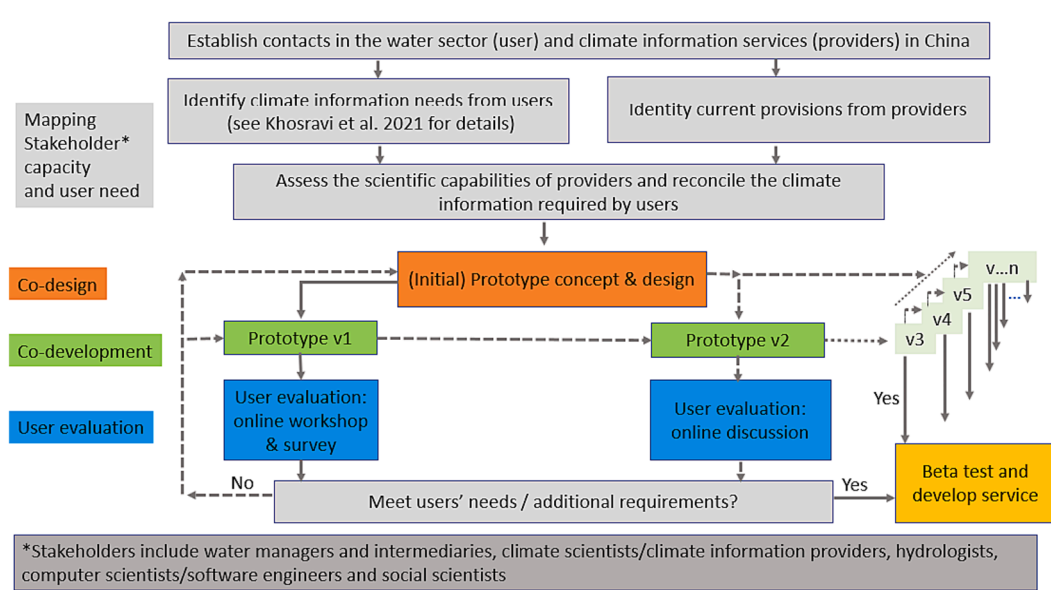 Establish contacts in the water sector (user) and climate information services (providers) in China
Identify climate information needs from users
(see Khosravi et al. 2021 for details)
Identity current provisions from providers
Mapping
Stakeholder*
capacity
and user need
Assess the scientific capabilities of providers and reconcile the climate
information required by users
Co-design
(Initial) Prototype concept & design
v...n
v5
v4
v3
Co-development
Prototype v1
Prototype v2
User evaluation
User evaluation:
online workshop
& survey
User evaluation:
online discussion
Yes
No
Meet users' needs / additional requirements?
Yes
Beta test and
develop service
*Stakeholders include water managers and intermediaries, climate scientists/climate information providers, hydrologists,
computer scientists/software engineers and social scientists